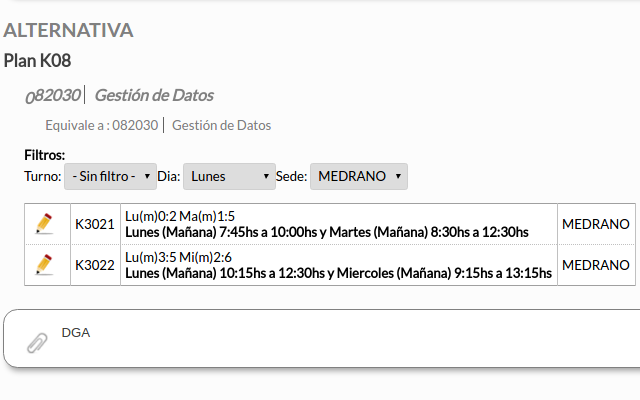 ALTERNATIVA
Plan K08
082030 | Gestión de Datos
Equivale a : 082030 | Gestión de Datos
Filtros:
Turno: - Sin filtro - Dia: Lunes Sede: MEDRANO
K3021 Lu(m)0:2 Ma(m)1:5 MEDRANO
Lunes (Mañana) 7:45hs a 10:00hs y Martes (Mañana) 8:30hs a 12:30hs
K3022 Lu(m)3:5 Mi(m)2:6 MEDRANO
Lunes (Mañana) 10:15hs a 12:30hs y Miercoles (Mañana) 9:15hs a 13:15hs
DGA